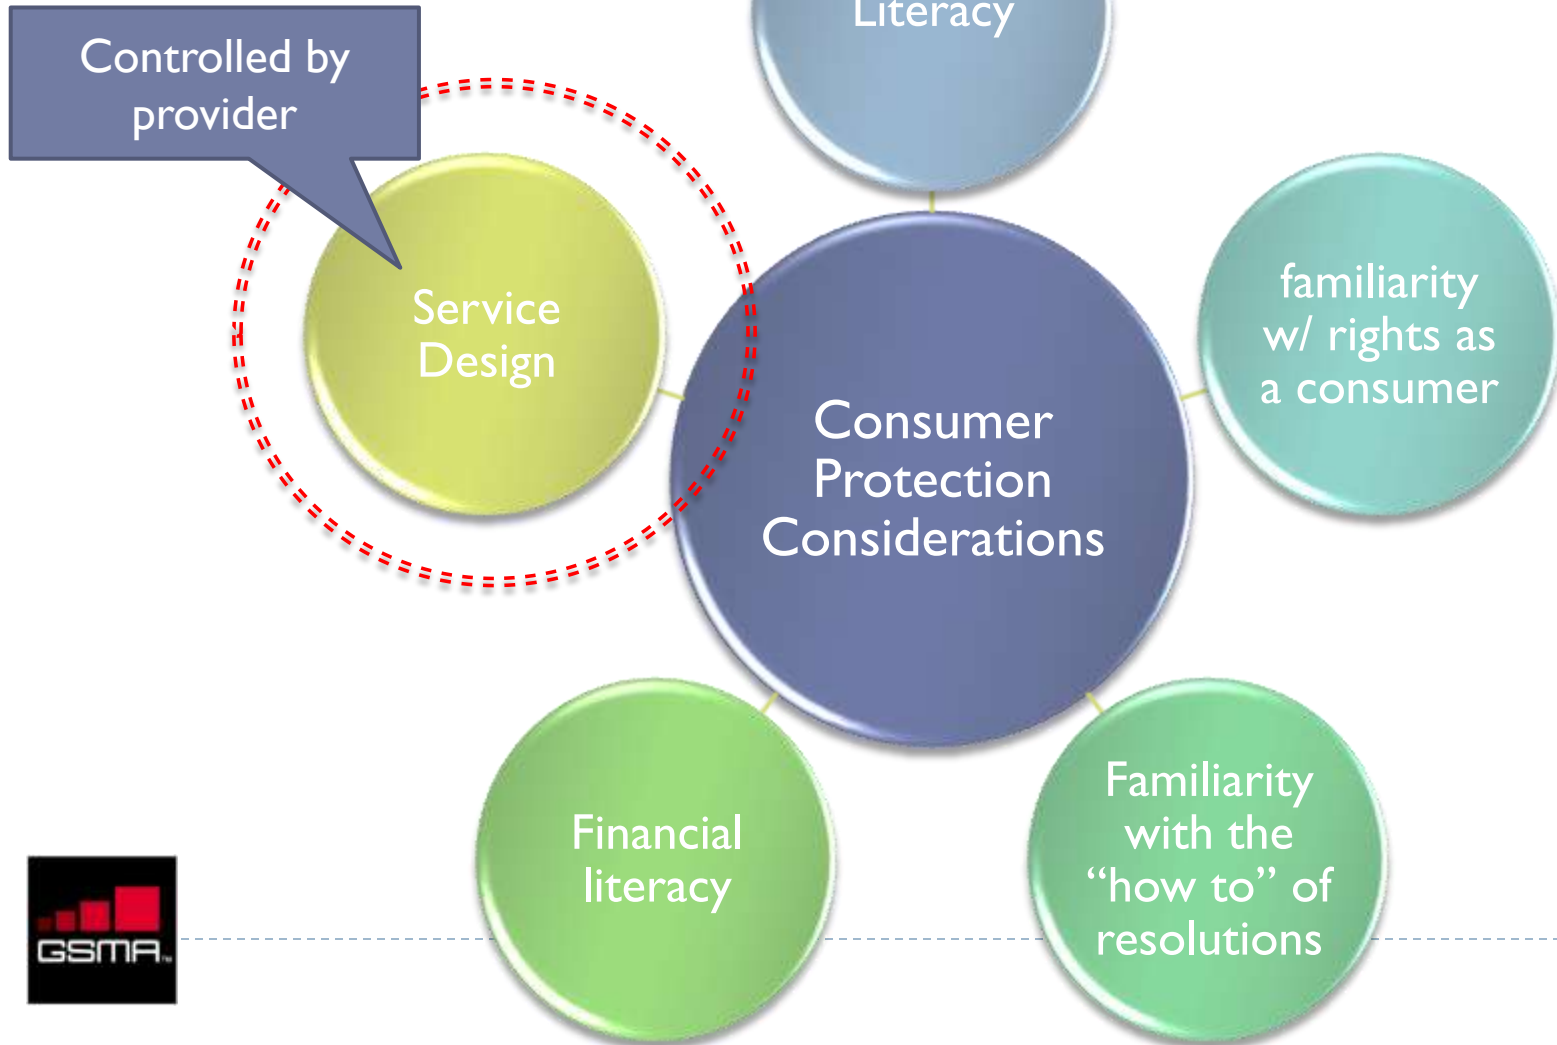 Controlled by
provider
Literacy
Service
Design
familiarity
w/ rights as
a consumer
Consumer
Protection
Considerations
Financial
literacy
Familiarity
with the
“how to” of
resolutions
GSMA™